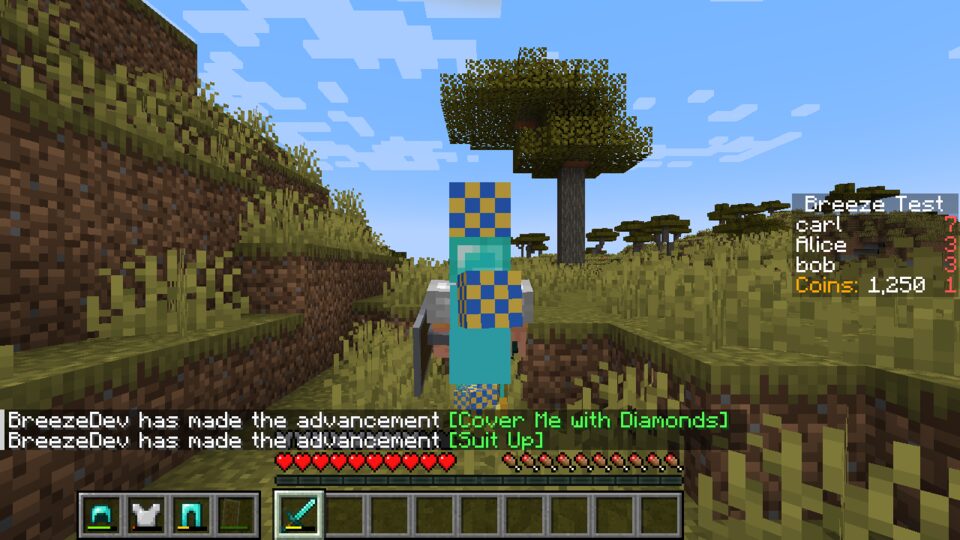 Breeze Test
carl 7
Alice 3
bob 3
Coins: 1,250 1
BreezeDev has made the advancement [Cover Me with Diamonds]
BreezeDev has made the advancement [Suit Up]